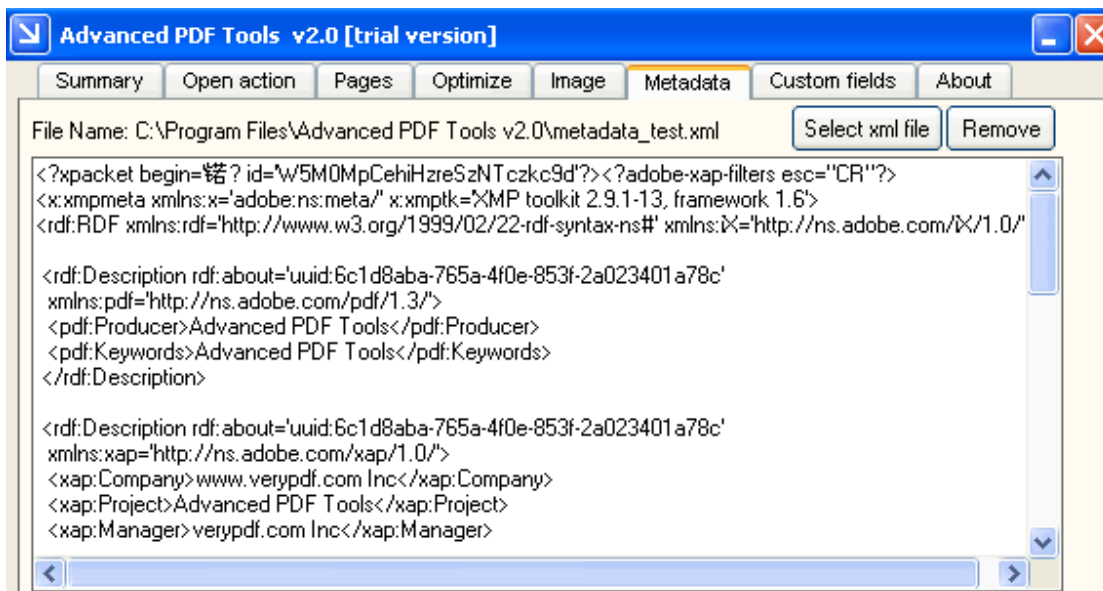 Advanced PDF Tools v2.0 [trial version]
Summary Open action Pages Optimize Image Metadata Custom fields About
File Name: C:\Program Files\Advanced PDF Tools v2.0\metadata_test.xml Select xml file Remove
<?xpacket begin='锘? id='W5M0MpCehiHzreSzNTczkc9d'?><?adobe-xap-filters esc="CR"?>
<x:xmpmeta xmlns:x='adobe:ns:meta/' x:xmptk='XMP toolkit 2.9.1-13, framework 1.6'>
<rdf:RDF xmlns:rdf='http://www.w3.org/1999/02/22-rdf-syntax-ns#' xmlns:iX='http://ns.adobe.com/iX/1.0/'
<rdf:Description rdf:about='uuid:6c1d8aba-765a-4f0e-853f-2a023401a78c'
xmlns:pdf='http://ns.adobe.com/pdf/1.3/'>
<pdf:Producer>Advanced PDF Tools</pdf:Producer>
<pdf:Keywords>Advanced PDF Tools</pdf:Keywords>
</rdf:Description>
<rdf:Description rdf:about='uuid:6c1d8aba-765a-4f0e-853f-2a023401a78c'
xmlns:xap='http://ns.adobe.com/xap/1.0/'>
<xap:Company>www.verypdf.com Inc</xap:Company>
<xap:Project>Advanced PDF Tools</xap:Project>
<xap:Manager>verypdf.com Inc</xap:Manager>